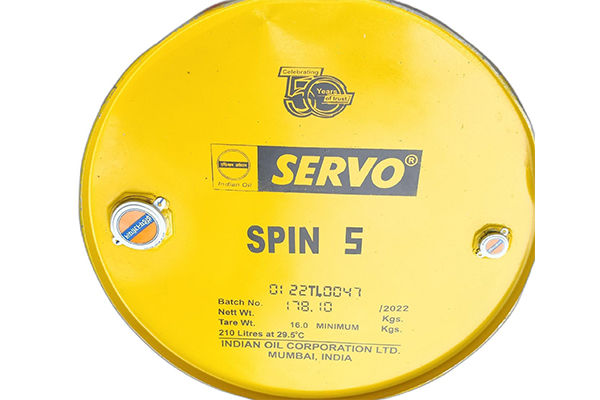 Celebrating
50 Years
of trust
इंडियन ऑयल
Indian Oil
SERVO®
SPIN 5
01 22TL0047
Batch No. /2022
Nett Wt. 178.10 Kgs.
Tare Wt. 16.0 MINIMUM Kgs.
210 Litres at 29.5°C
INDIAN OIL CORPORATION LTD.
MUMBAI, INDIA